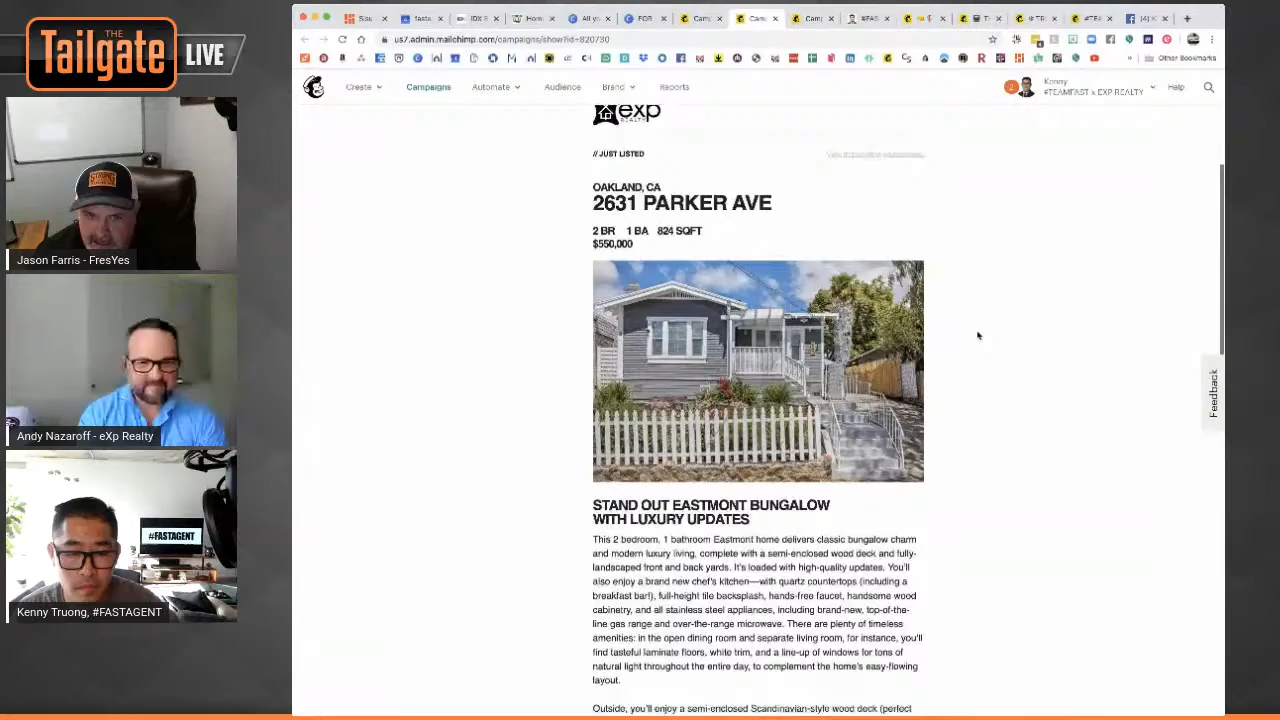 THE
Tailgate
LIVE
Jason Farris - FresYes
Andy Nazaroff - eXp Realty
#FASTAGENT
Kenny Truong, #FASTAGENT
us7.admin.mailchimp.com/campaigns/show?id=820730
Other Bookmarks
Create
Campaigns
Automate
Audience
Brand
Reports
2
Kenny
#TEAMFAST x EXP REALTY
Help
exp
REALTY
// JUST LISTED
OAKLAND, CA
2631 PARKER AVE
2 BR 1 BA 824 SQFT
$550,000
STAND OUT EASTMONT BUNGALOW
WITH LUXURY UPDATES
This 2 bedroom, 1 bathroom Eastmont home delivers classic bungalow charm
and modern luxury living, complete with a semi-enclosed wood deck and fully-
landscaped front and back yards. It's loaded with high-quality updates. You'll
also enjoy a brand new chef's kitchen—with quartz countertops (including a
breakfast bar!), full-height tile backsplash, hands-free faucet, handsome wood
cabinetry, and all stainless steel appliances, including brand-new, top-of-the-
line gas range and over-the-range microwave. There are plenty of timeless
amenities: in the open dining room and separate living room, for instance, you'll
find tasteful laminate floors, white trim, and a line-up of windows for tons of
natural light throughout the entire day, to complement the home's easy-flowing
layout.
Outside, you'll enjoy a semi-enclosed Scandinavian-style wood deck (perfect
Feedback